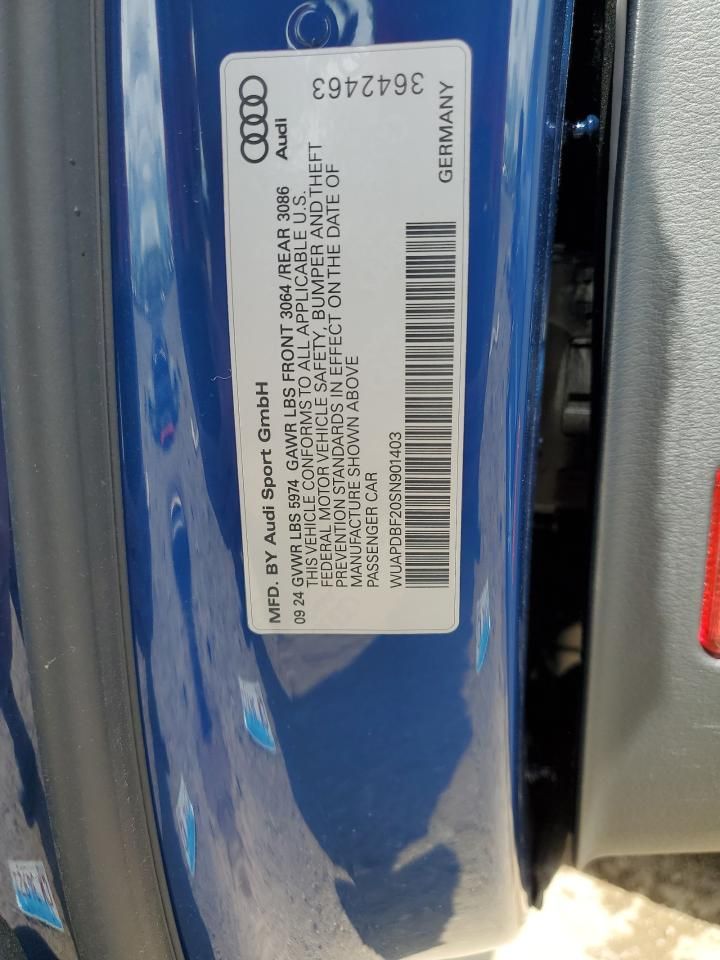 MFD. BY Audi Sport GmbH
Audi
09 24 GVWR LBS 5974 GAWR LBS FRONT 3064 /REAR 3086
THIS VEHICLE CONFORMS TO ALL APPLICABLE U.S.
FEDERAL MOTOR VEHICLE SAFETY, BUMPER AND THEFT
PREVENTION STANDARDS IN EFFECT ON THE DATE OF
MANUFACTURE SHOWN ABOVE
PASSENGER CAR
WUAPDBF20SN901403
GERMANY
3642463